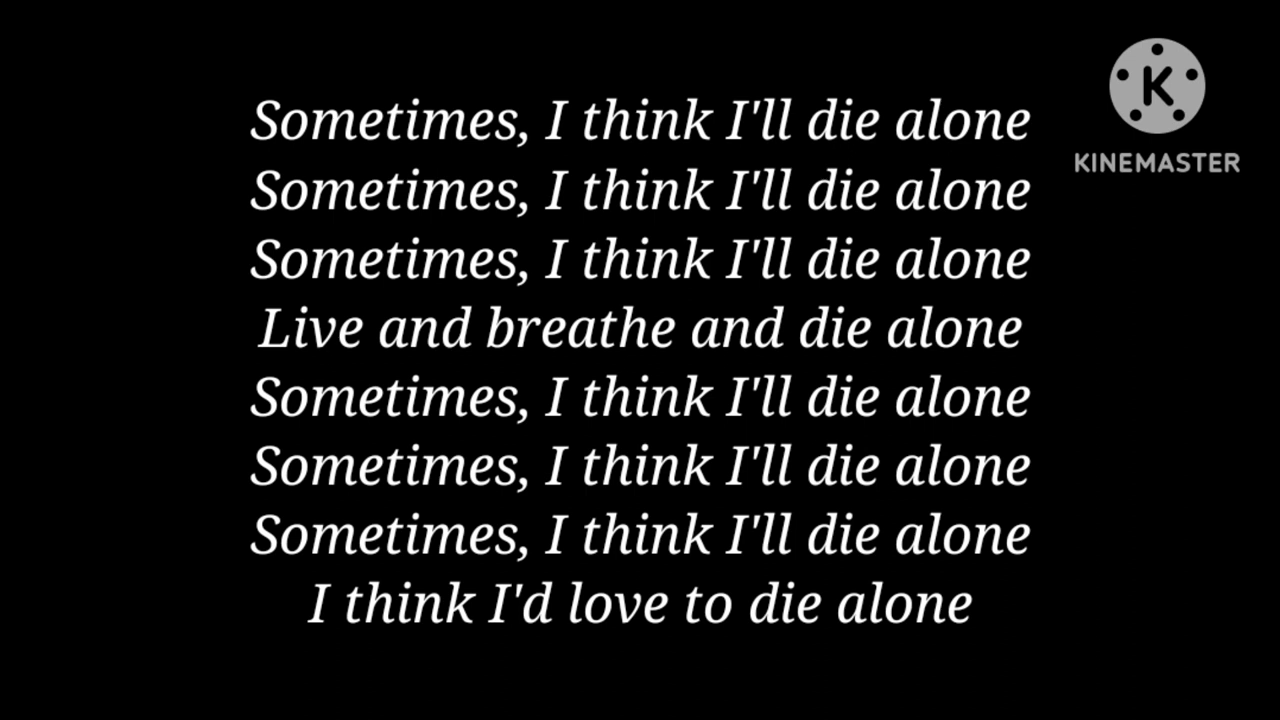 Sometimes, I think I'll die alone
Sometimes, I think I'll die alone
Sometimes, I think I'll die alone
Live and breathe and die alone
Sometimes, I think I'll die alone
Sometimes, I think I'll die alone
Sometimes, I think I'll die alone
I think I'd love to die alone
K
KINEMASTER